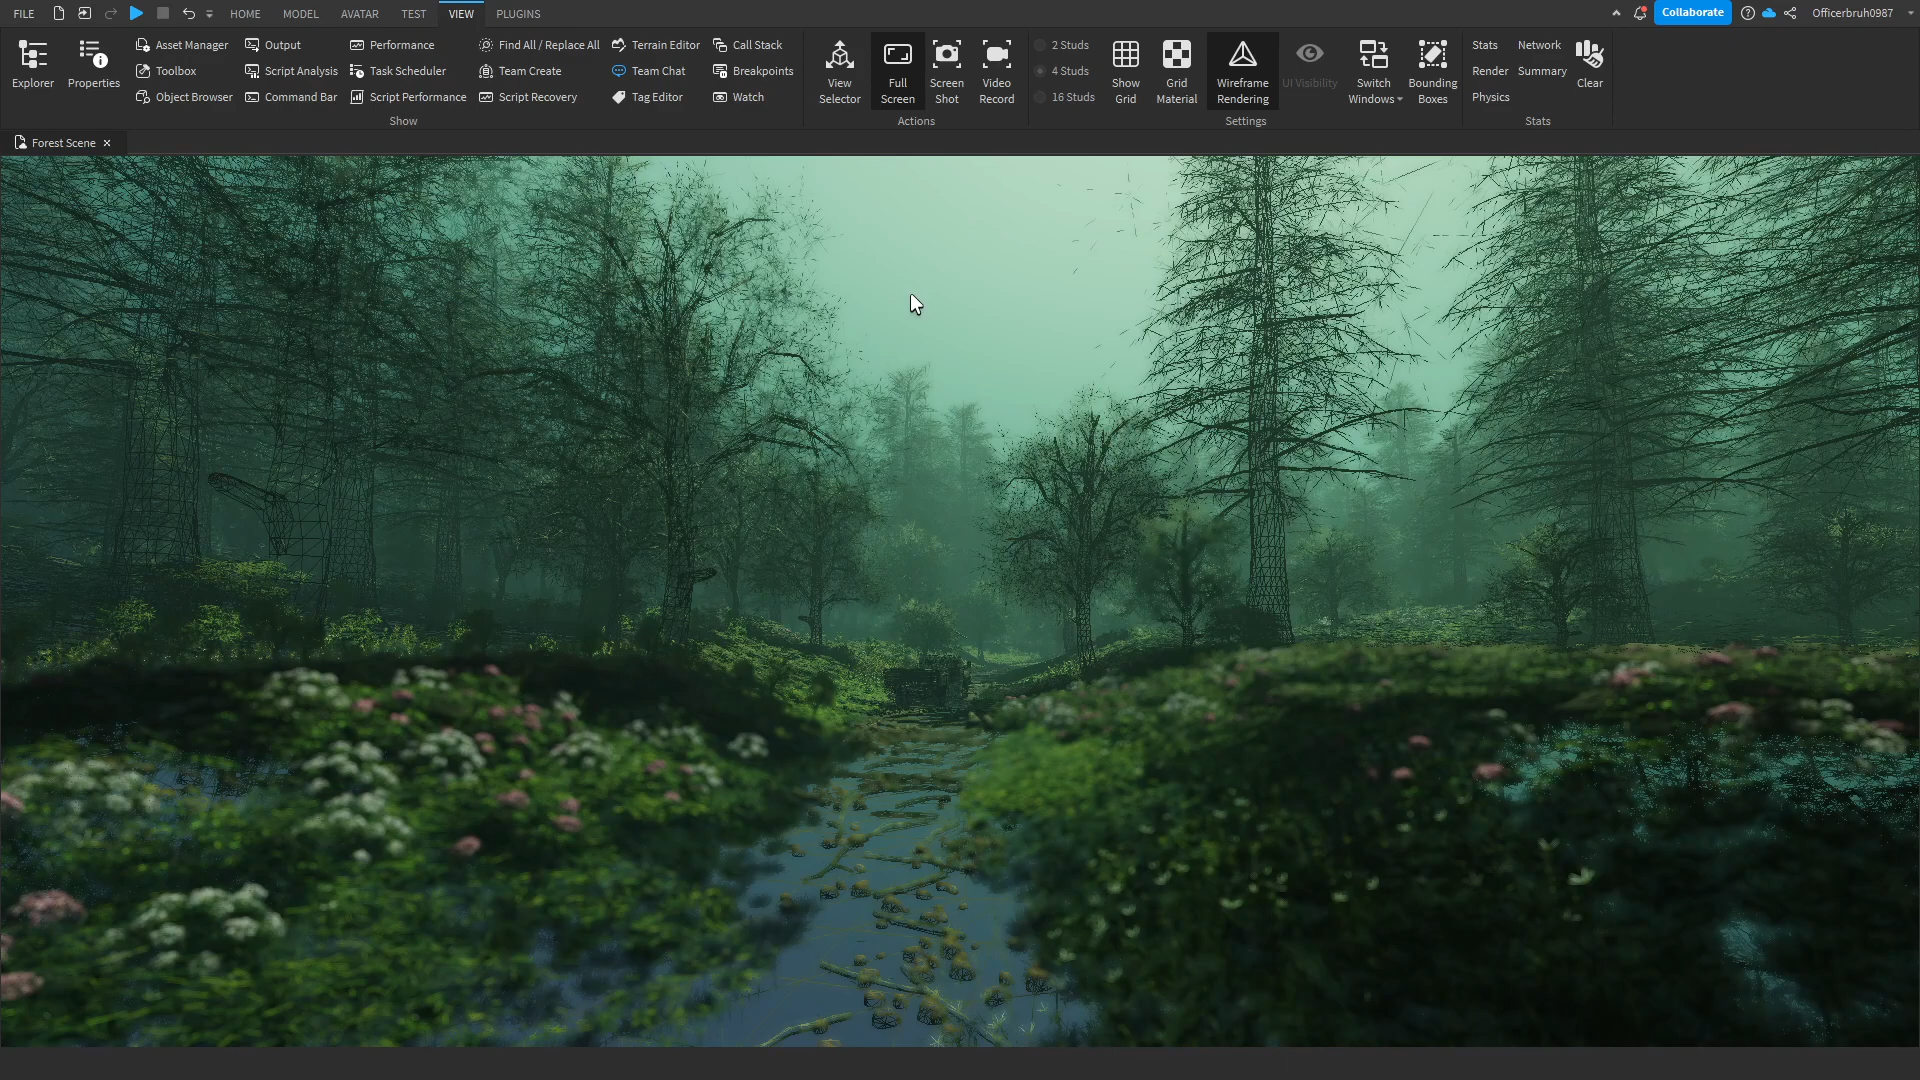 FILE HOME MODEL AVATAR TEST VIEW PLUGINS Collaborate Officerbruh0987
Explorer
Properties
Asset Manager
Toolbox
Object Browser
Output
Script Analysis
Command Bar
Performance
Task Scheduler
Script Performance
Find All / Replace All
Team Create
Script Recovery
Terrain Editor
Team Chat
Tag Editor
Call Stack
Breakpoints
Watch
Show
View
Selector
Full
Screen
Screen
Shot
Video
Record
Actions
2 Studs
4 Studs
16 Studs
Show
Grid
Grid
Material
Wireframe
Rendering
UI Visibility
Switch
Windows
Bounding
Boxes
Settings
Stats
Render
Physics
Network
Summary
Clear
Stats
Forest Scene